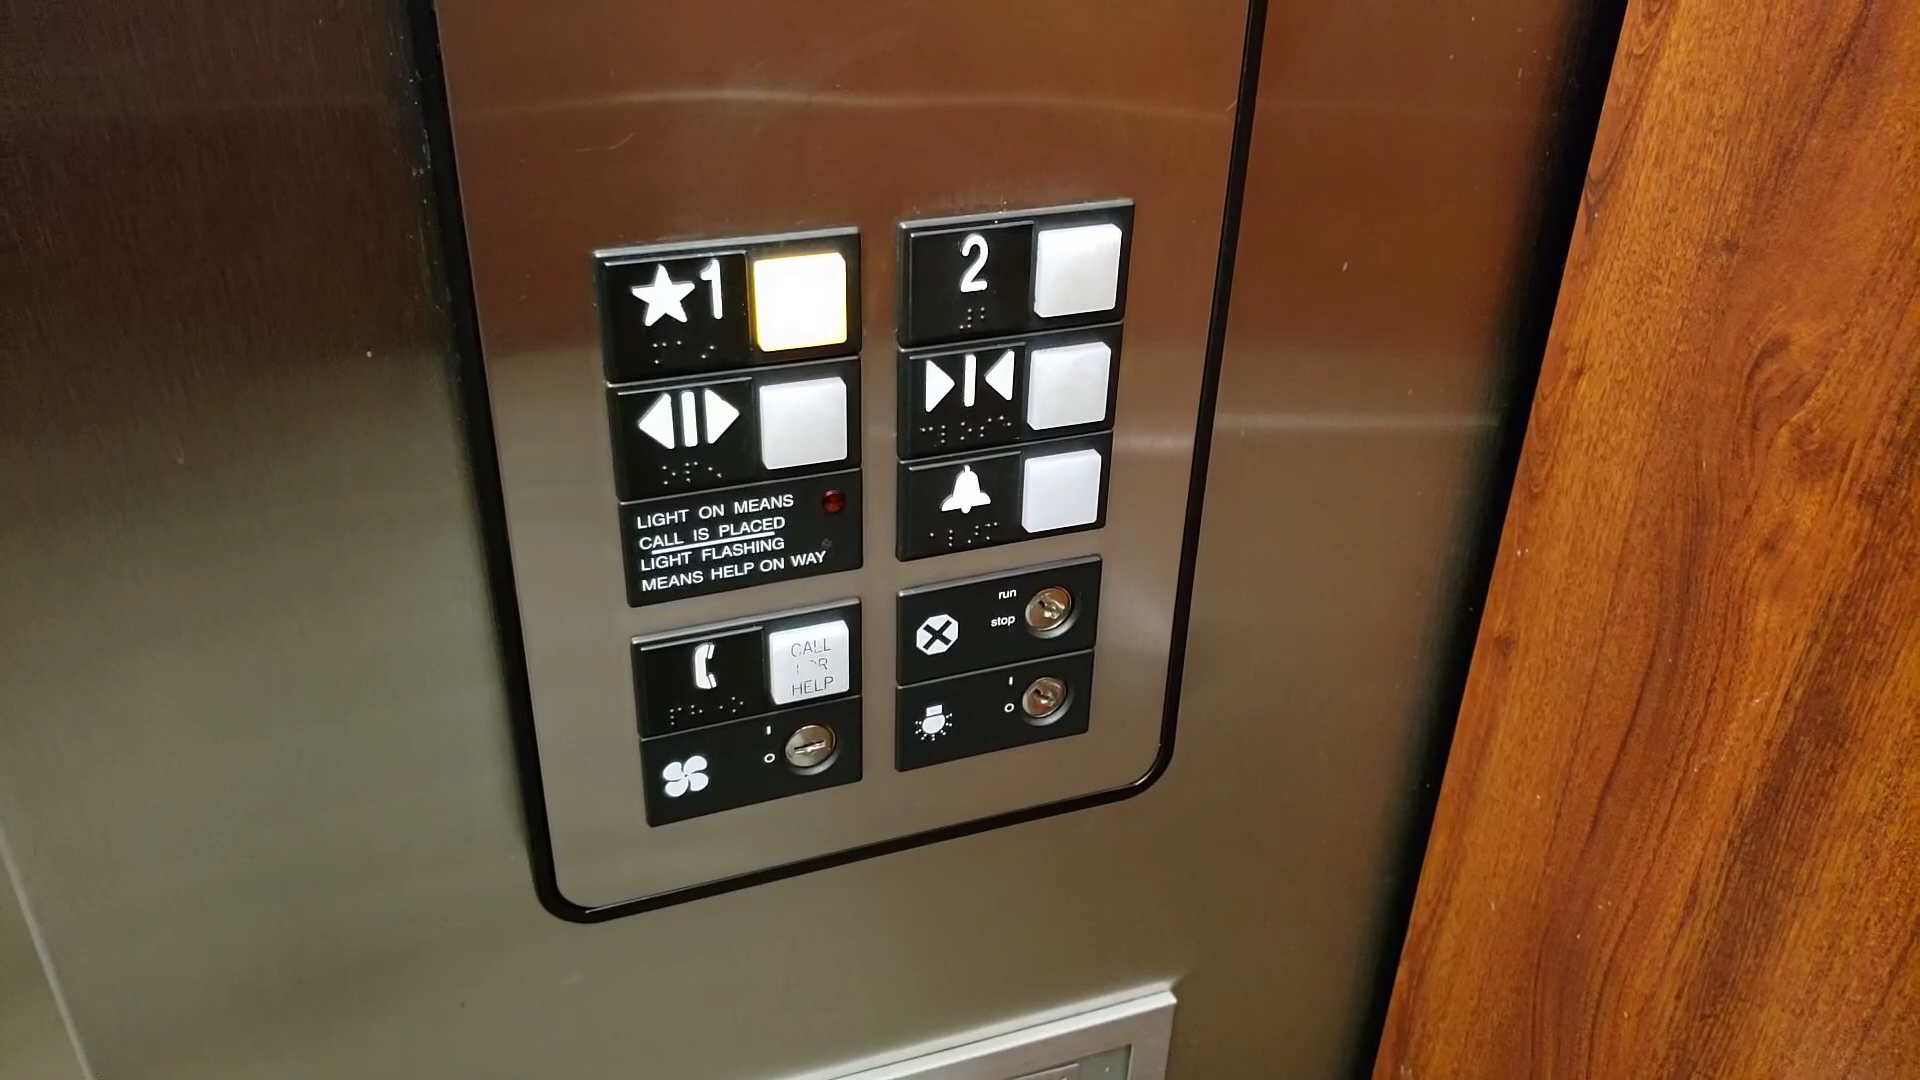 ★1
2
LIGHT ON MEANS
CALL IS PLACED
LIGHT FLASHING
MEANS HELP ON WAY
CALL
FOR
HELP
run
stop
I
O
I
O